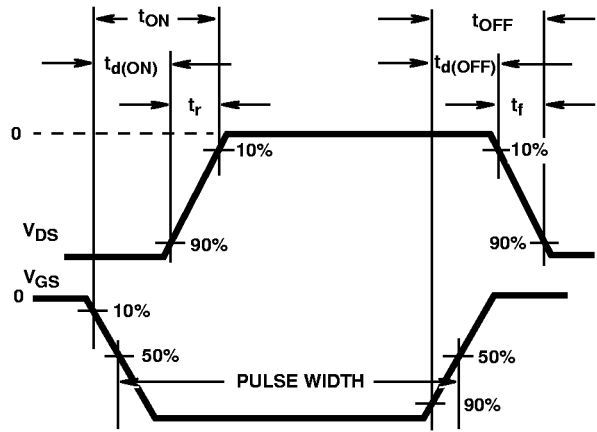 tON
tOFF
td(ON)
td(OFF)
tr
tf
0
10%
10%
VDS
90%
90%
VGS
0
10%
50%
50%
PULSE WIDTH
90%